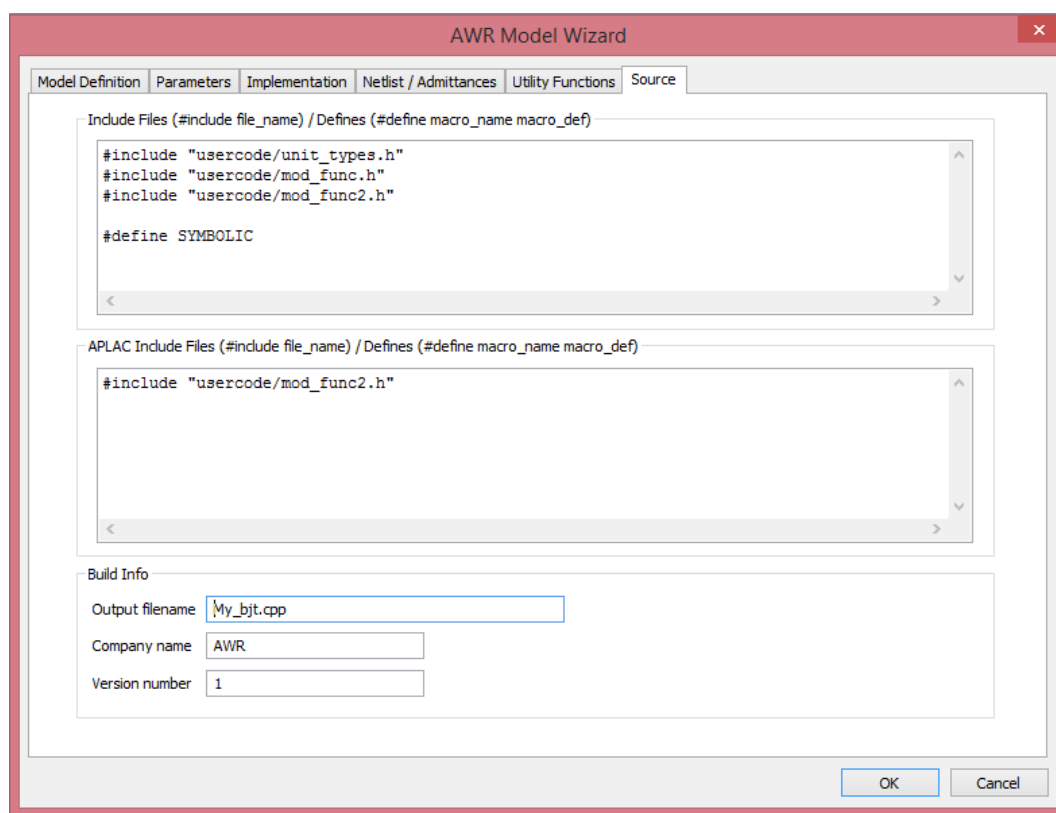 AWR Model Wizard
Model Definition Parameters Implementation Netlist / Admittances Utility Functions Source
Include Files (#include file_name) / Defines (#define macro_name macro_def)
#include "usercode/unit_types.h"
#include "usercode/mod_func.h"
#include "usercode/mod_func2.h"
#define SYMBOLIC
APLAC Include Files (#include file_name) / Defines (#define macro_name macro_def)
#include "usercode/mod_func2.h"
Build Info
Output filename My_bjt.cpp
Company name AWR
Version number 1
OK Cancel